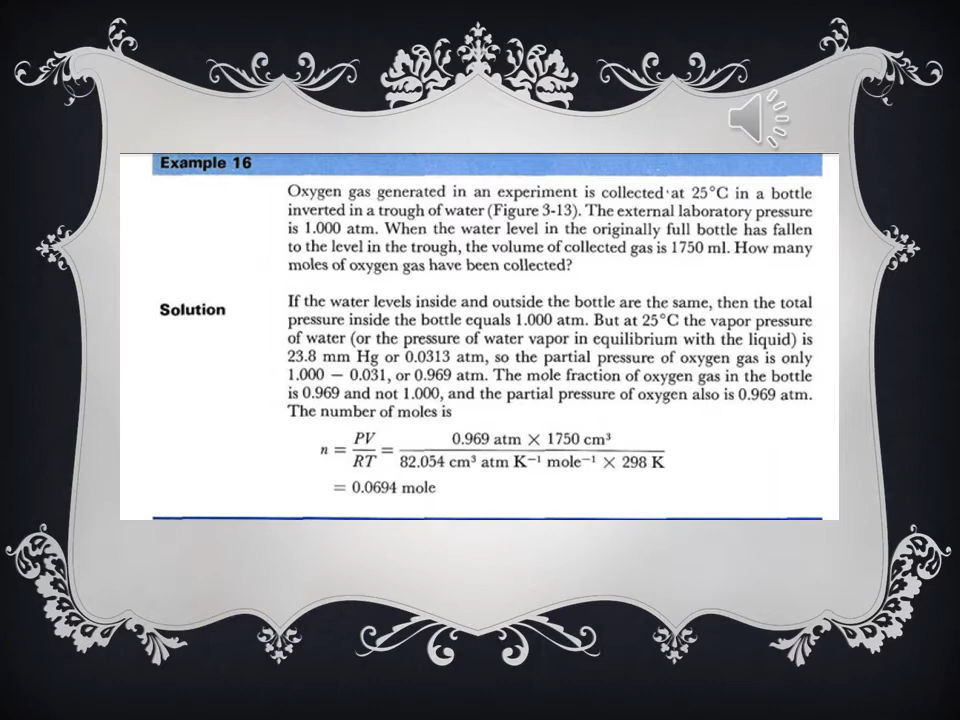 Example 16
Oxygen gas generated in an experiment is collected at 25°C in a bottle
inverted in a trough of water (Figure 3-13). The external laboratory pressure
is 1.000 atm. When the water level in the originally full bottle has fallen
to the level in the trough, the volume of collected gas is 1750 ml. How many
moles of oxygen gas have been collected?
Solution
If the water levels inside and outside the bottle are the same, then the total
pressure inside the bottle equals 1.000 atm. But at 25°C the vapor pressure
of water (or the pressure of water vapor in equilibrium with the liquid) is
23.8 mm Hg or 0.0313 atm, so the partial pressure of oxygen gas is only
1.000 − 0.031, or 0.969 atm. The mole fraction of oxygen gas in the bottle
is 0.969 and not 1.000, and the partial pressure of oxygen also is 0.969 atm.
The number of moles is
n = PV/RT = 0.969 atm × 1750 cm³ / 82.054 cm³ atm K⁻¹ mole⁻¹ × 298 K
= 0.0694 mole